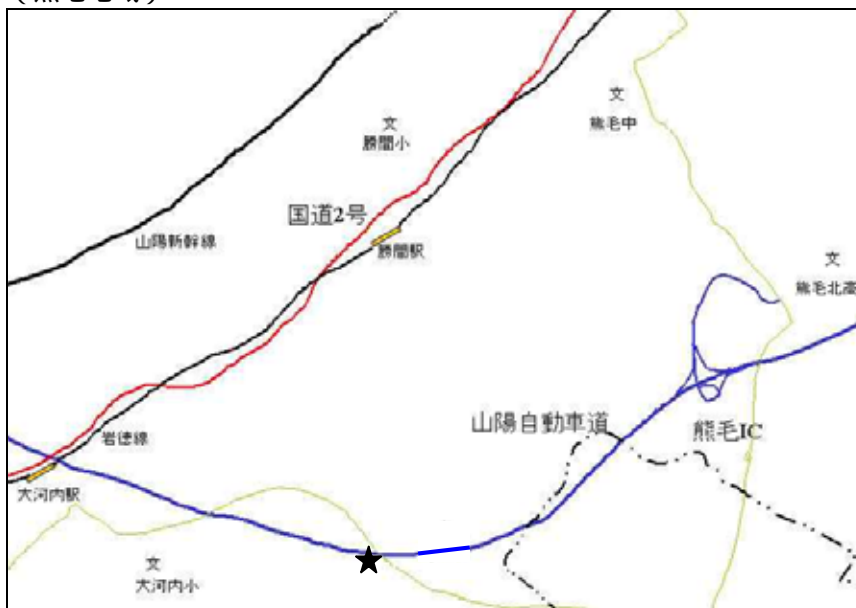 文
熊毛中
文
勝間小
国道2号
山陽新幹線
勝間駅
文
熊毛北高
山陽自動車道
熊毛IC
岩徳線
大河内駅
文
大河内小